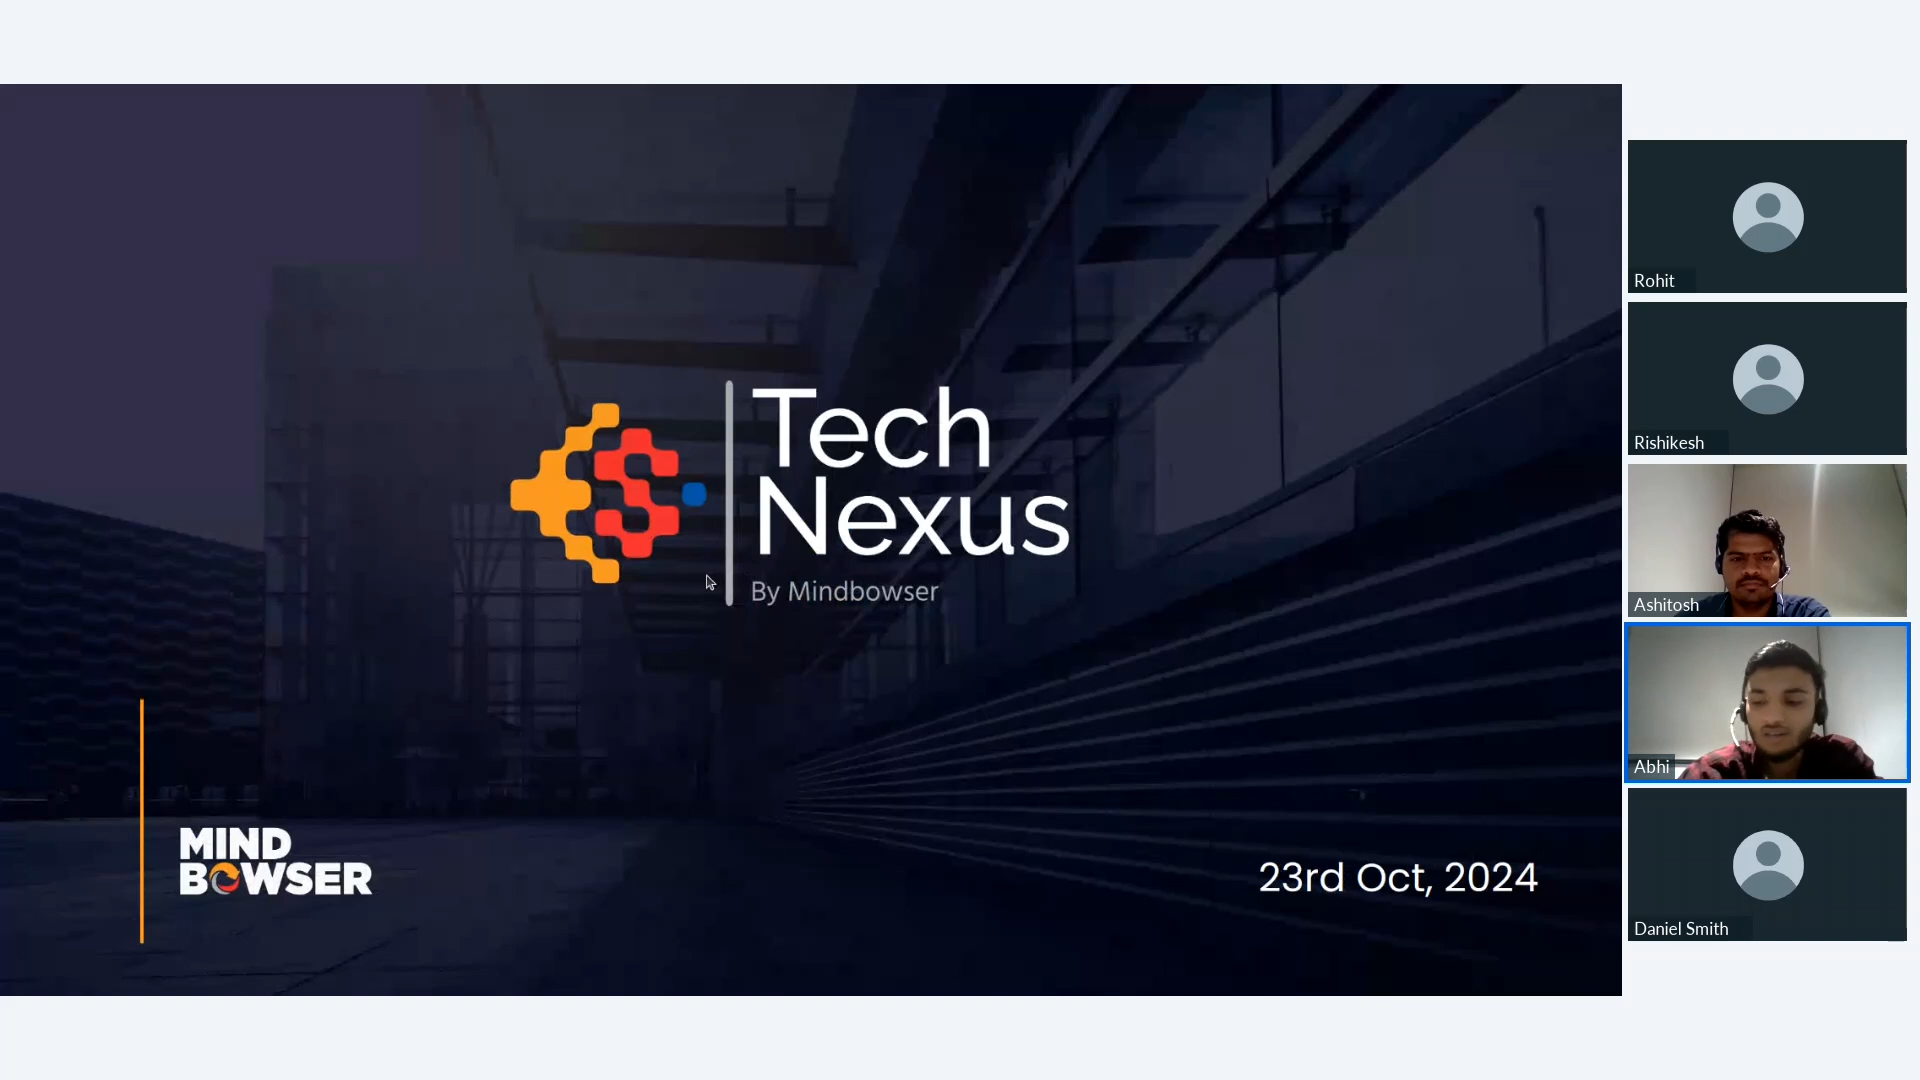 Tech
Nexus
By Mindbowser
MIND
BOWSER
23rd Oct, 2024
Rohit
Rishikesh
Ashitosh
Abhi
Daniel Smith